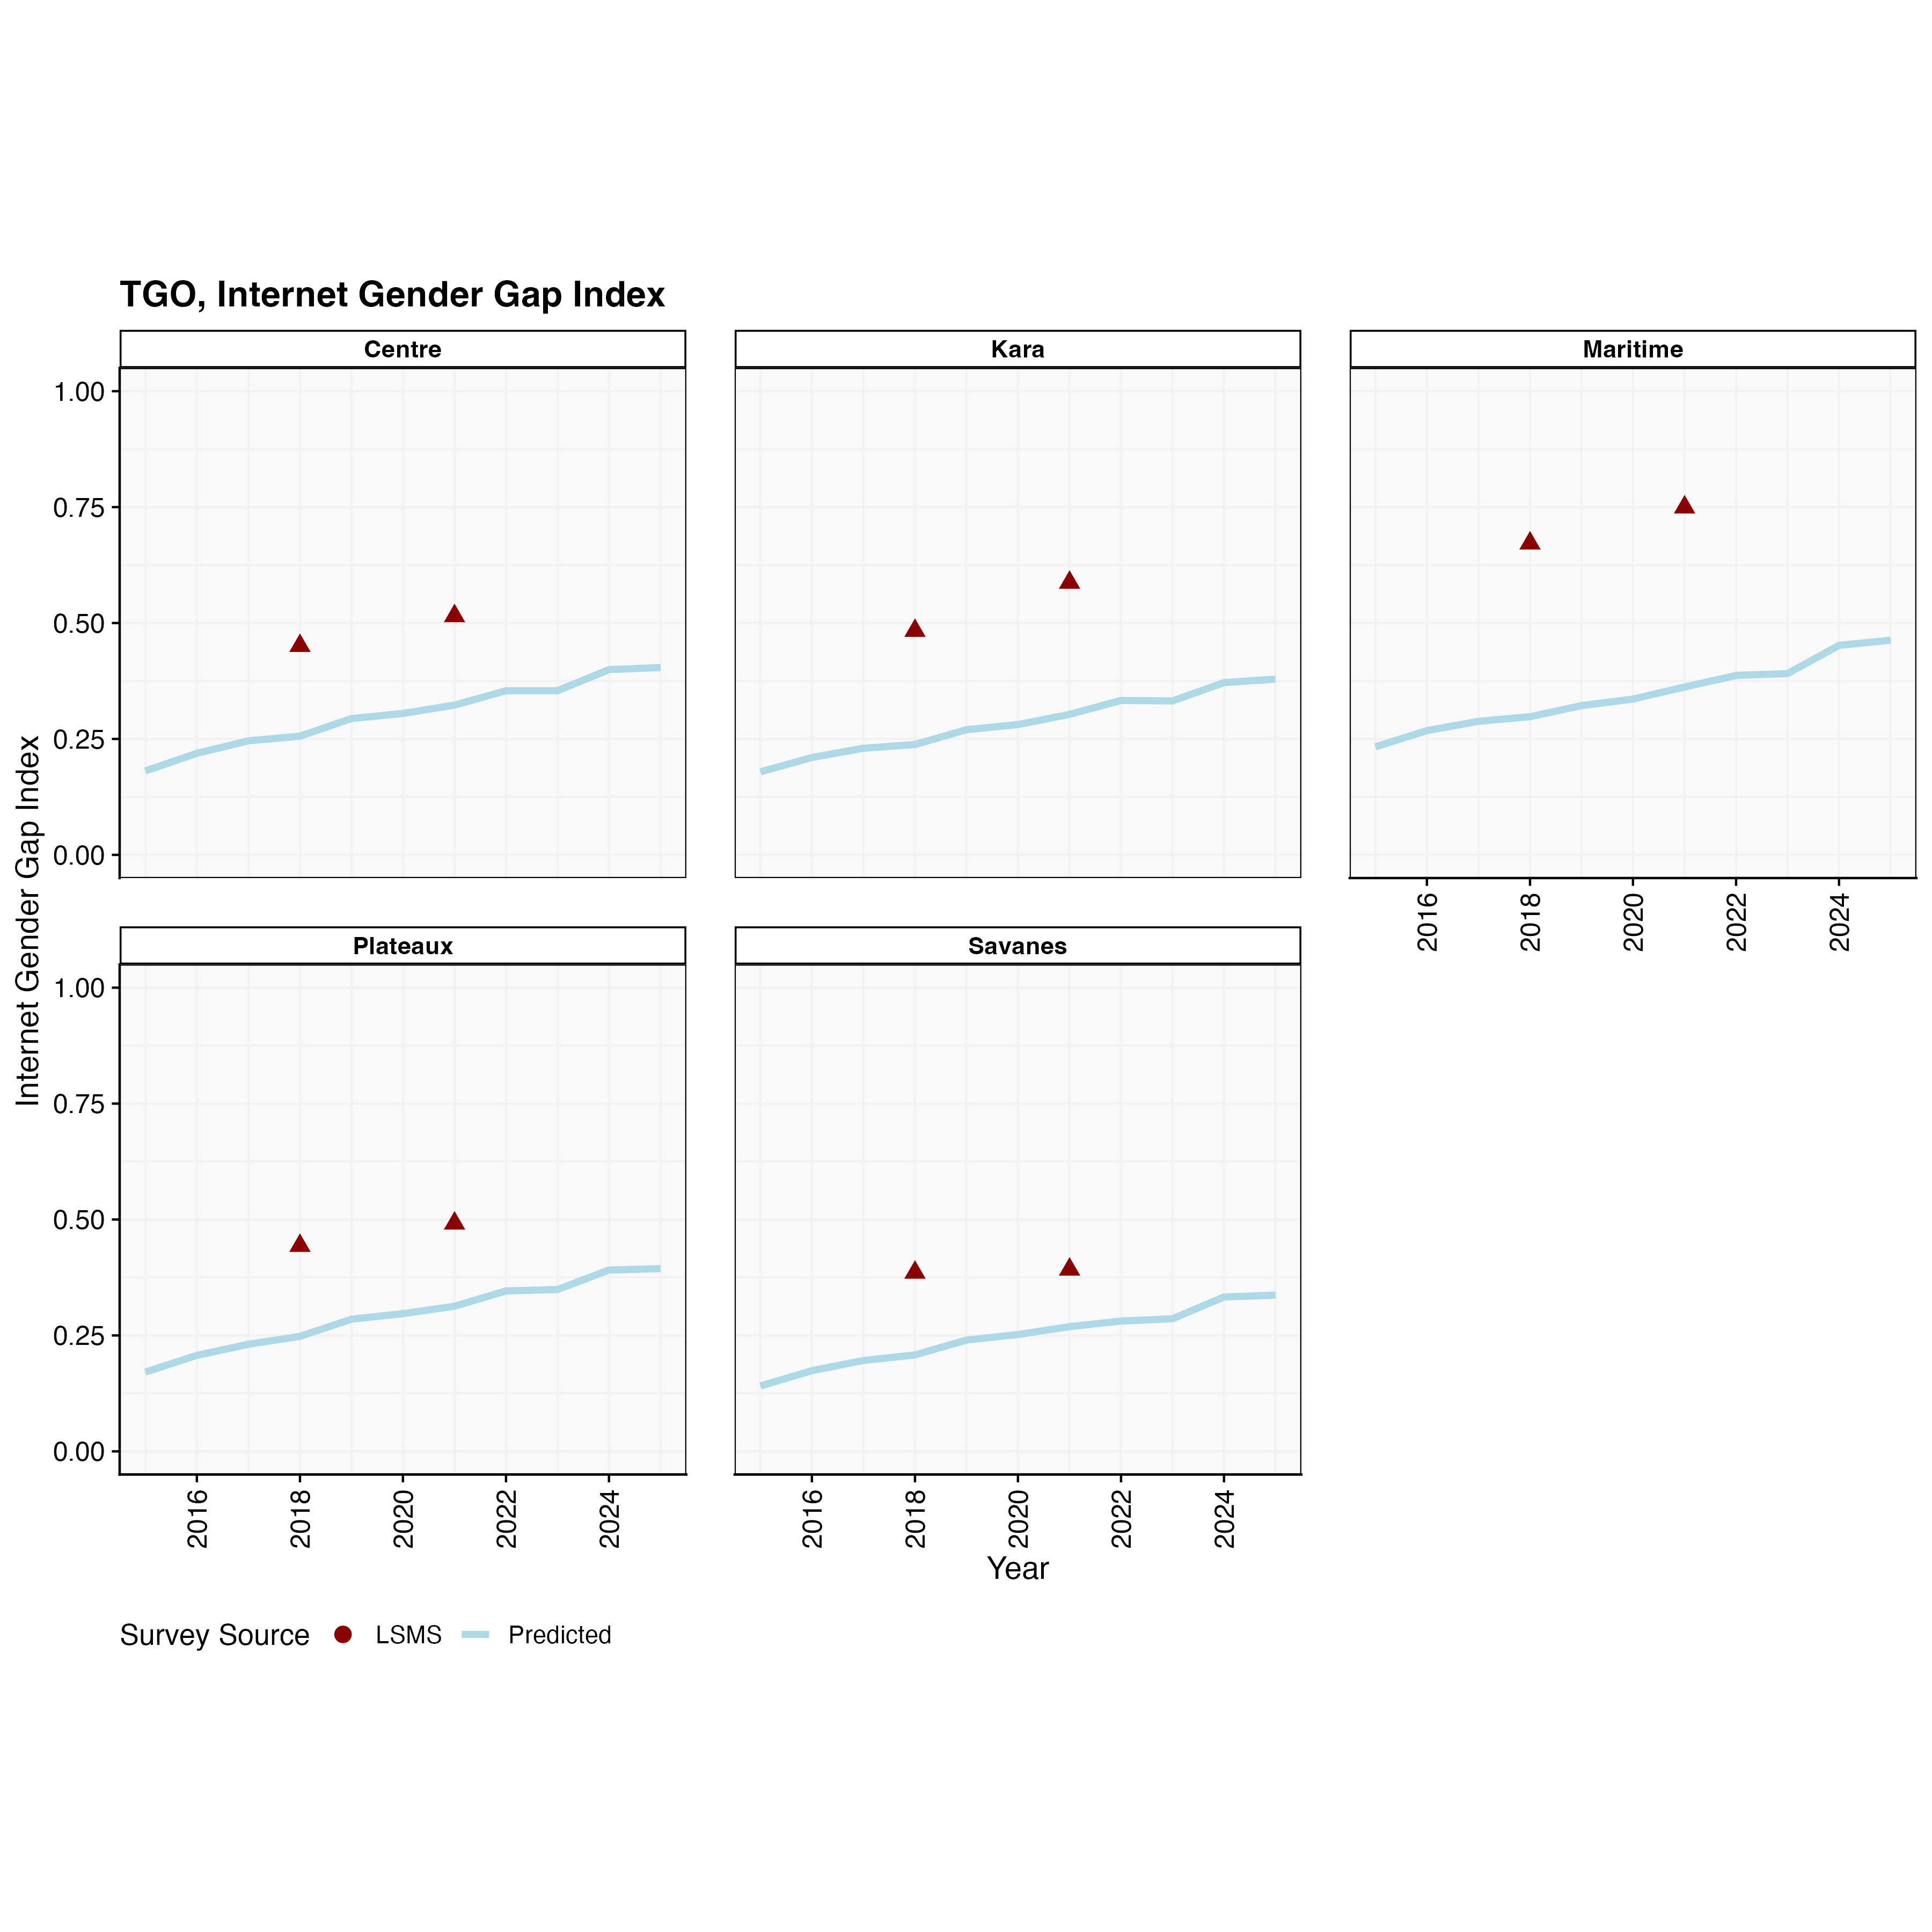 TGO, Internet Gender Gap Index
Centre
Kara
Maritime
1.00
0.75
0.50
0.25
0.00
2016
2018
2020
2022
2024
Plateaux
Savanes
1.00
0.75
0.50
0.25
0.00
2016
2018
2020
2022
2024
2016
2018
2020
2022
2024
Internet Gender Gap Index
Year
Survey Source
LSMS
Predicted